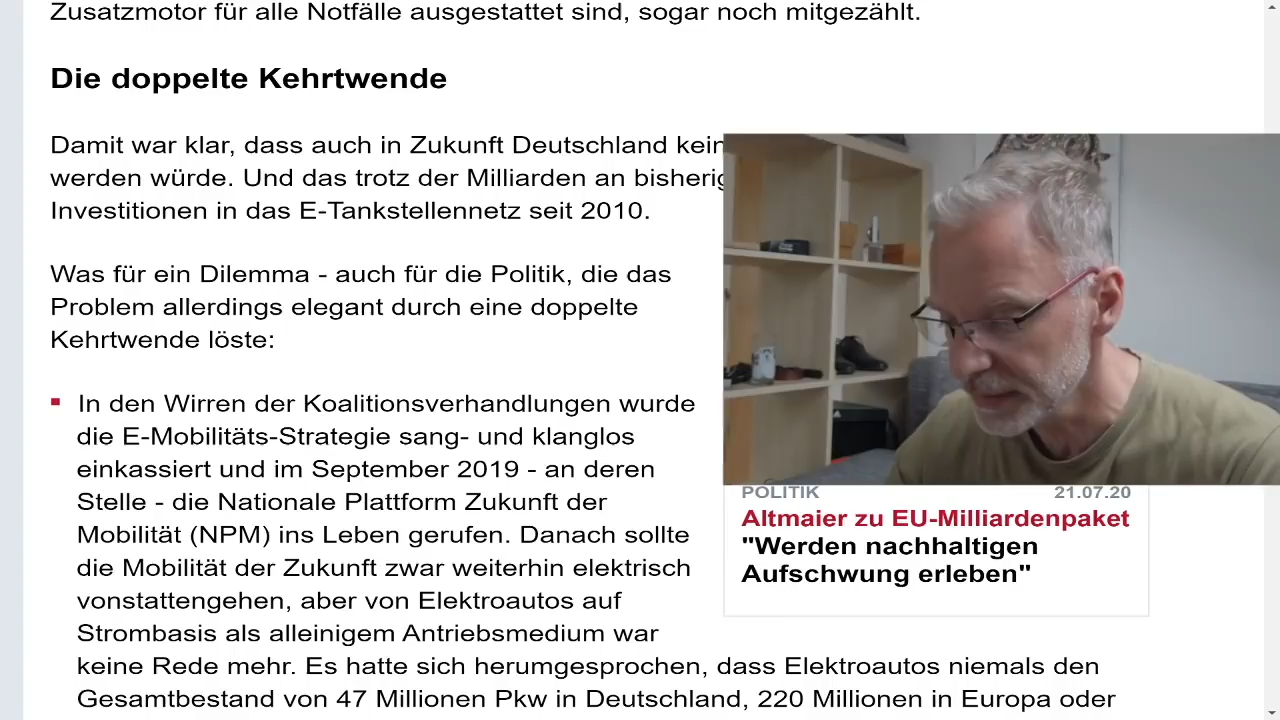 Zusatzmotor für alle Notfälle ausgestattet sind, sogar noch mitgezählt.
Die doppelte Kehrtwende
Damit war klar, dass auch in Zukunft Deutschland kein
werden würde. Und das trotz der Milliarden an bisherig
Investitionen in das E-Tankstellennetz seit 2010.
Was für ein Dilemma - auch für die Politik, die das
Problem allerdings elegant durch eine doppelte
Kehrtwende löste:
In den Wirren der Koalitionsverhandlungen wurde
die E-Mobilitäts-Strategie sang- und klanglos
einkassiert und im September 2019 - an deren
Stelle - die Nationale Plattform Zukunft der
Mobilität (NPM) ins Leben gerufen. Danach sollte
die Mobilität der Zukunft zwar weiterhin elektrisch
vonstattengehen, aber von Elektroautos auf
Strombasis als alleinigem Antriebsmedium war
keine Rede mehr. Es hatte sich herumgesprochen, dass Elektroautos niemals den
Gesamtbestand von 47 Millionen Pkw in Deutschland, 220 Millionen in Europa oder
POLITIK 21.07.20
Altmaier zu EU-Milliardenpaket
"Werden nachhaltigen
Aufschwung erleben"